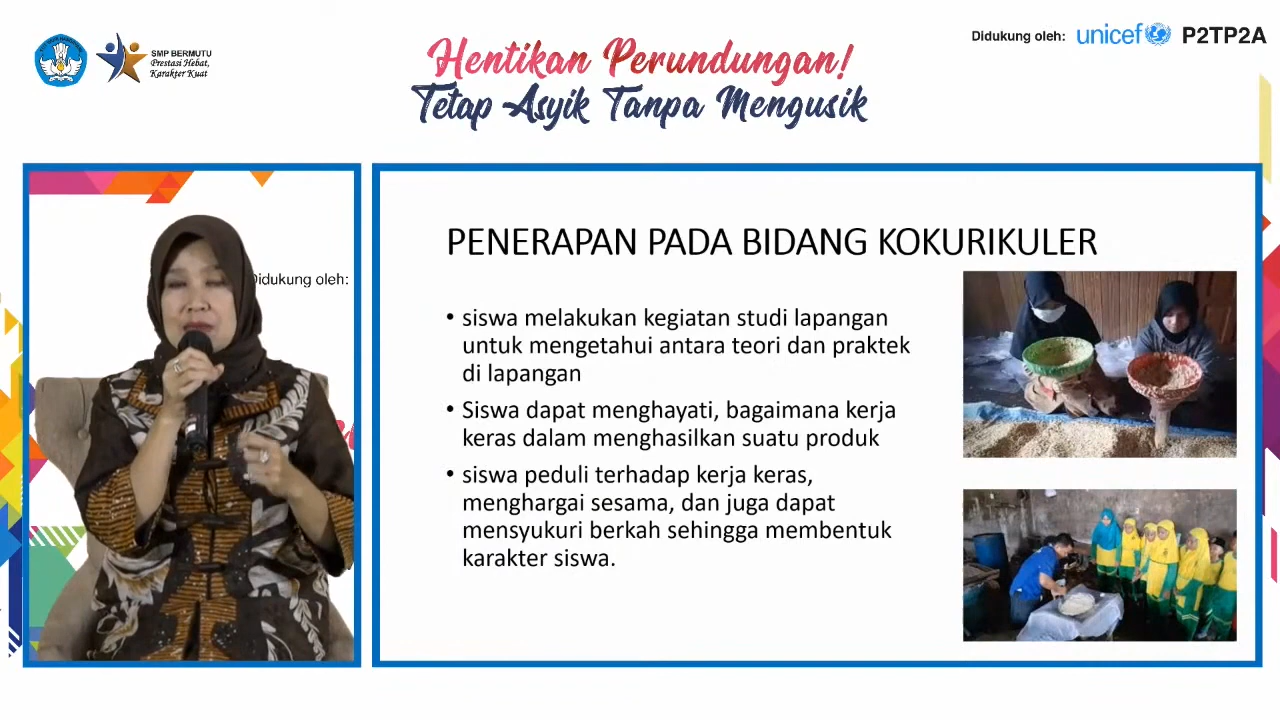 SMP BERMUTU
Prestasi Hebat,
Karakter Kuat
Hentikan Perundungan!
Tetap Asyik Tanpa Mengusik
Didukung oleh: unicef P2TP2A
Didukung oleh:
PENERAPAN PADA BIDANG KOKURIKULER
• siswa melakukan kegiatan studi lapangan
untuk mengetahui antara teori dan praktek
di lapangan
• Siswa dapat menghayati, bagaimana kerja
keras dalam menghasilkan suatu produk
• siswa peduli terhadap kerja keras,
menghargai sesama, dan juga dapat
mensyukuri berkah sehingga membentuk
karakter siswa.